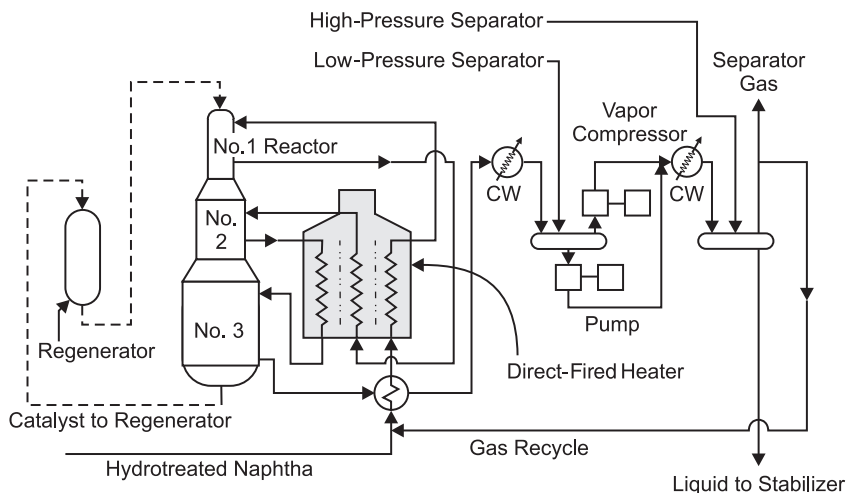 High-Pressure Separator
Low-Pressure Separator
Separator
Gas
Vapor
Compressor
No.1 Reactor
CW
CW
No.
2
No. 3
Regenerator
Pump
Direct-Fired Heater
Catalyst to Regenerator
Gas Recycle
Hydrotreated Naphtha
Liquid to Stabilizer